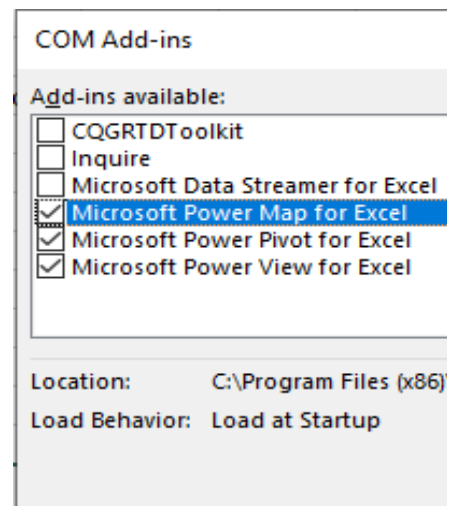 COM Add-ins
Add-ins available:
CQGRTDToolkit
Inquire
Microsoft Data Streamer for Excel
Microsoft Power Map for Excel
Microsoft Power Pivot for Excel
Microsoft Power View for Excel
Location: C:\Program Files (x86)
Load Behavior: Load at Startup